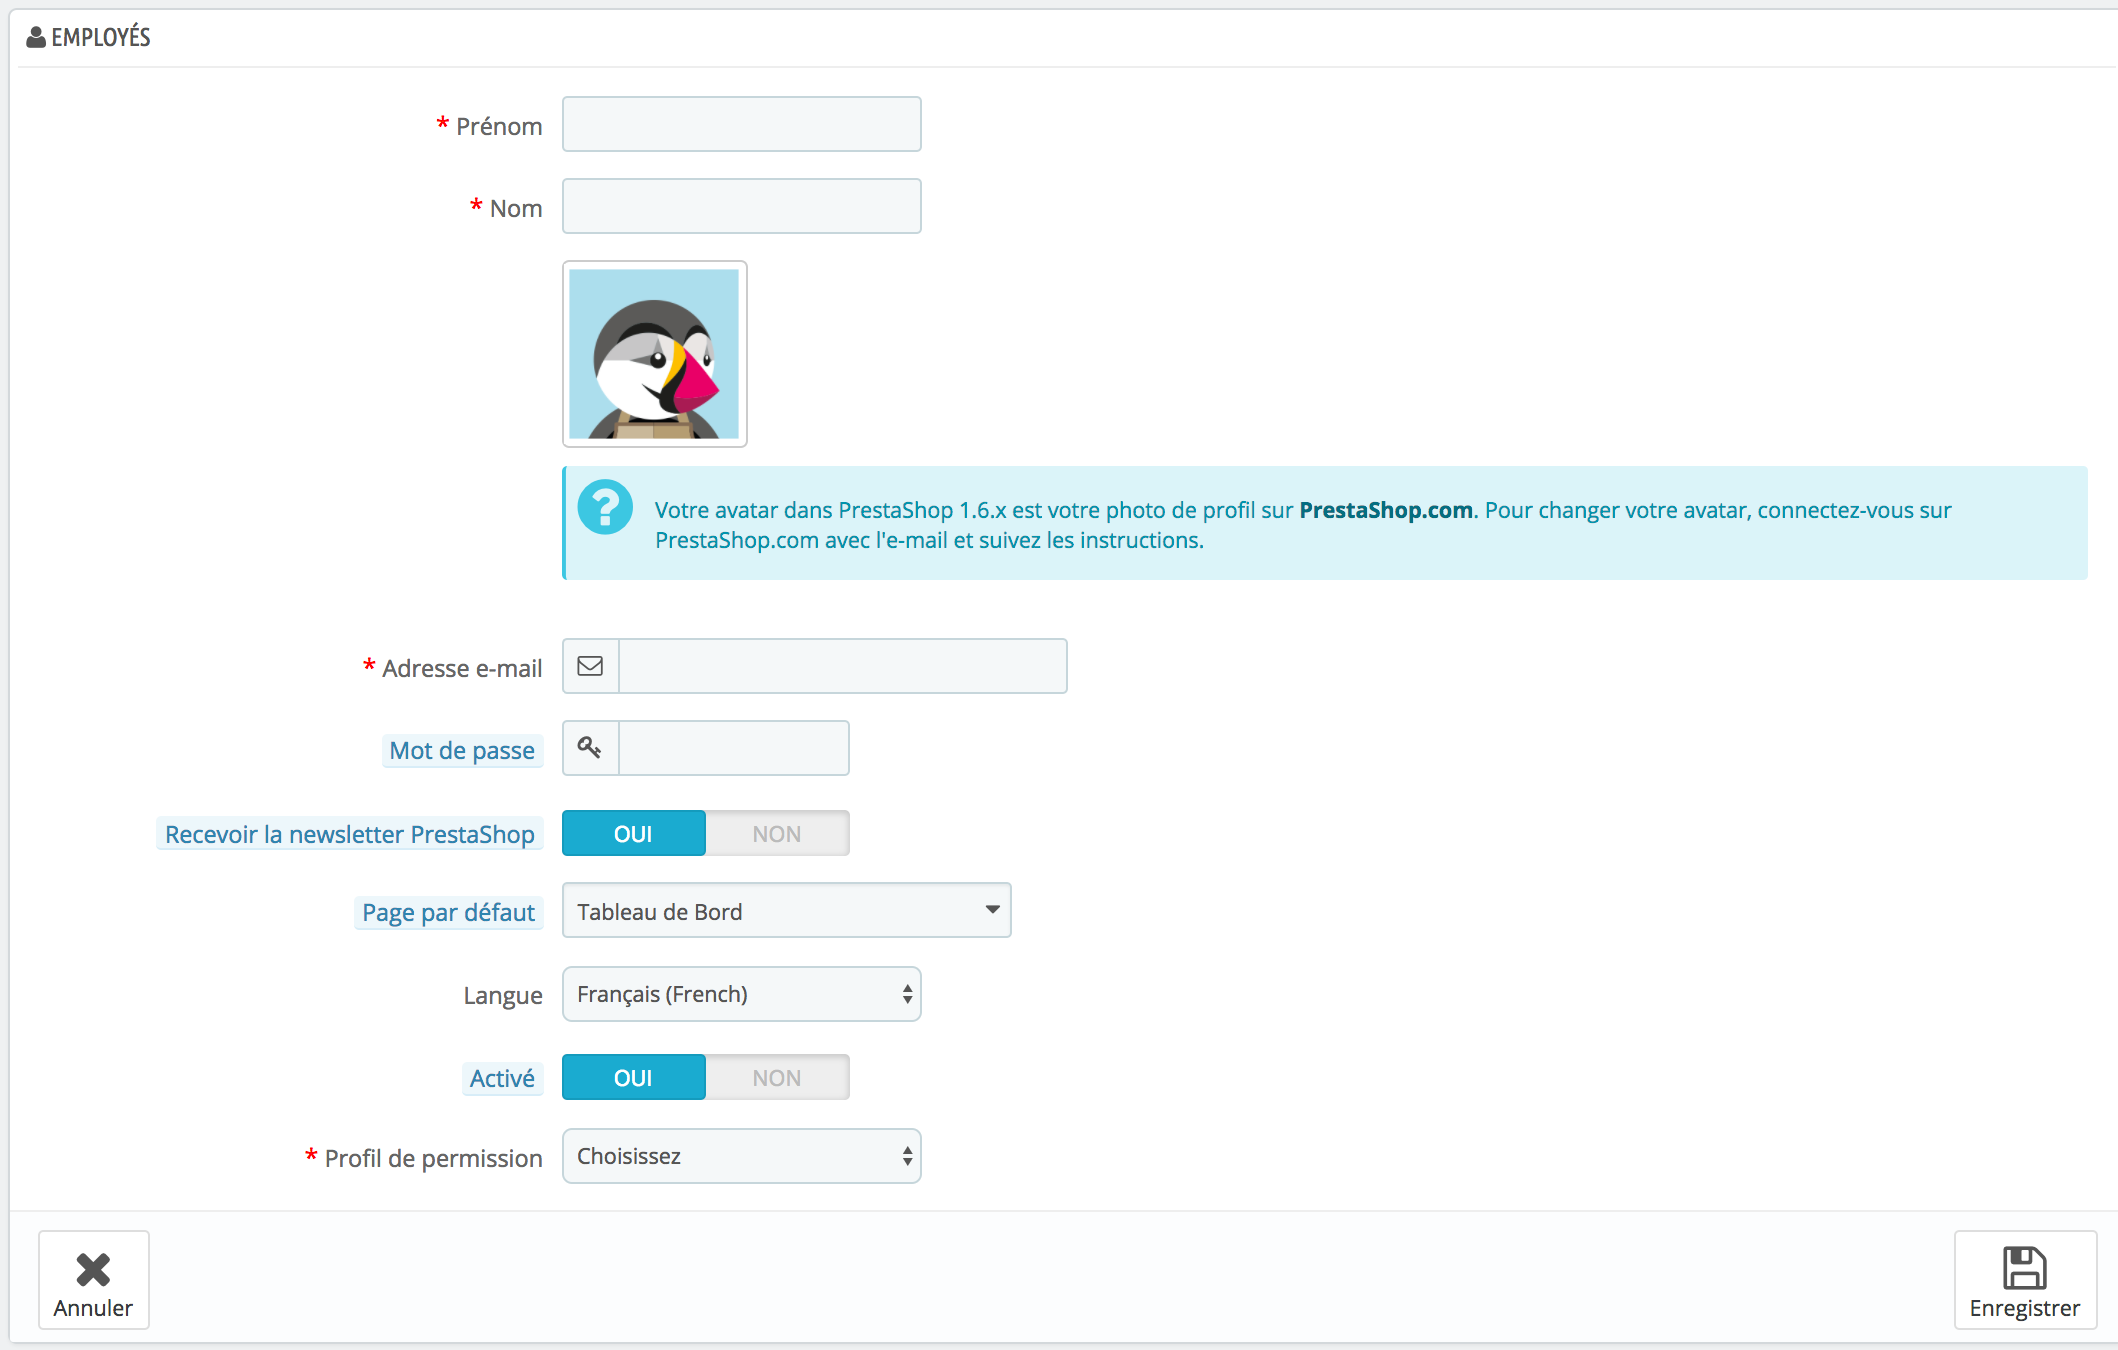 EMPLOYÉS
* Prénom
* Nom
Votre avatar dans PrestaShop 1.6.x est votre photo de profil sur PrestaShop.com. Pour changer votre avatar, connectez-vous sur
PrestaShop.com avec l'e-mail et suivez les instructions.
* Adresse e-mail
Mot de passe
Recevoir la newsletter PrestaShop OUI NON
Page par défaut Tableau de Bord
Langue Français (French)
Activé OUI NON
* Profil de permission Choisissez
Annuler Enregistrer